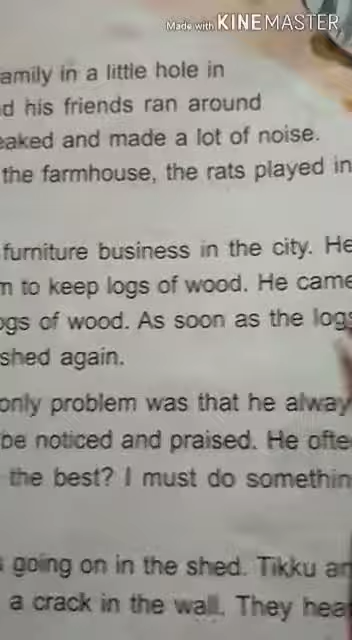 Made with KINEMASTER
amily in a little hole in
d his friends ran around
eaked and made a lot of noise.
the farmhouse, the rats played in
furniture business in the city. He
m to keep logs of wood. He came
ogs of wood. As soon as the logs
shed again.
only problem was that he alway
be noticed and praised. He ofte
the best? I must do somethin
s going on in the shed. Tikku an
a crack in the wall. They hea